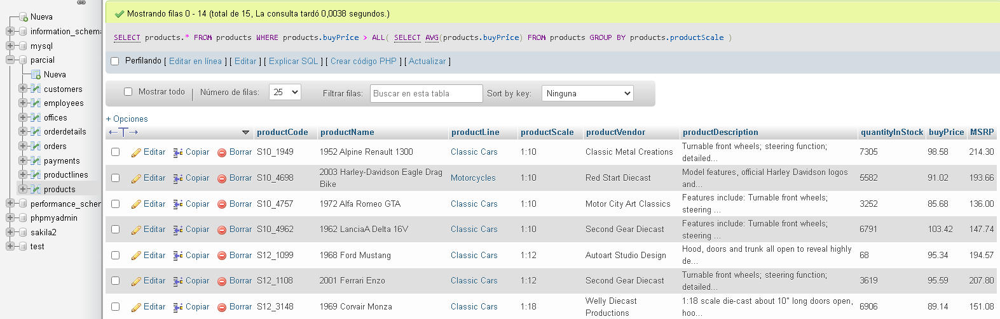 Nueva
information_schema
mysql
parcial
Nueva
customers
employees
offices
orderdetails
orders
payments
productlines
products
performance_scher
phpmyadmin
sakila2
test
Mostrando filas 0 - 14 (total de 15, La consulta tardó 0,0038 segundos.)
SELECT products.* FROM products WHERE products.buyPrice > ALL( SELECT AVG(products.buyPrice) FROM products GROUP BY products.productScale )
Perfilando [ Editar en línea ] [ Editar ] [ Explicar SQL ] [ Crear código PHP ] [ Actualizar ]
Mostrar todo | Número de filas: 25 Filtrar filas: Buscar en esta tabla Sort by key: Ninguna
+ Opciones
←T→ productCode productName productLine productScale productVendor productDescription quantityInStock buyPrice MSRP
Editar Copiar Borrar S10_1949 1952 Alpine Renault 1300 Classic Cars 1:10 Classic Metal Creations Turnable front wheels; steering function; 7305 98.58 214.30
detailed...
Editar Copiar Borrar S10_4698 2003 Harley-Davidson Eagle Drag Motorcycles 1:10 Red Start Diecast Model features, official Harley Davidson logos 5582 91.02 193.66
Bike and...
Editar Copiar Borrar S10_4757 1972 Alfa Romeo GTA Classic Cars 1:10 Motor City Art Classics Features include: Turnable front wheels; 3252 85.68 136.00
steering ...
Editar Copiar Borrar S10_4962 1962 LanciaA Delta 16V Classic Cars 1:10 Second Gear Diecast Features include: Turnable front wheels; 6791 103.42 147.74
steering ...
Editar Copiar Borrar S12_1099 1968 Ford Mustang Classic Cars 1:12 Autoart Studio Design Hood, doors and trunk all open to reveal highly 68 95.34 194.57
de...
Editar Copiar Borrar S12_1108 2001 Ferrari Enzo Classic Cars 1:12 Second Gear Diecast Turnable front wheels; steering function; 3619 95.59 207.80
detailed...
Editar Copiar Borrar S12_3148 1969 Corvair Monza Classic Cars 1:18 Welly Diecast 1:18 scale die-cast about 10" long doors open, 6906 89.14 151.08
Productions hoo...